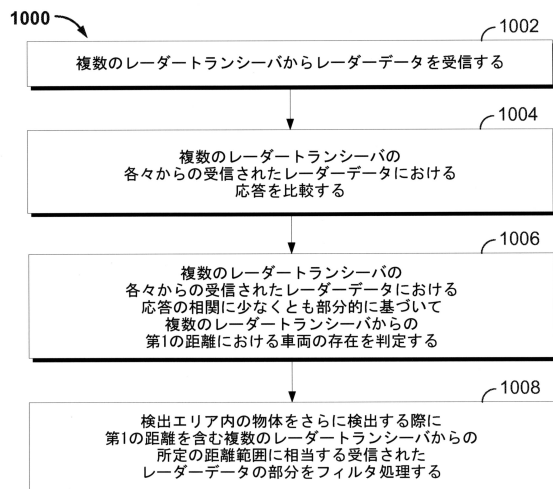 1000
1002
複数のレーダートランシーバからレーダーデータを受信する
1004
複数のレーダートランシーバの
各々からの受信されたレーダーデータにおける
応答を比較する
1006
複数のレーダートランシーバの
各々からの受信されたレーダーデータにおける
応答の相関に少なくとも部分的に基づいて
複数のレーダートランシーバからの
第1の距離における車両の存在を判定する
1008
検出エリア内の物体をさらに検出する際に
第1の距離を含む複数のレーダートランシーバからの
所定の距離範囲に相当する受信された
レーダーデータの部分をフィルタ処理する